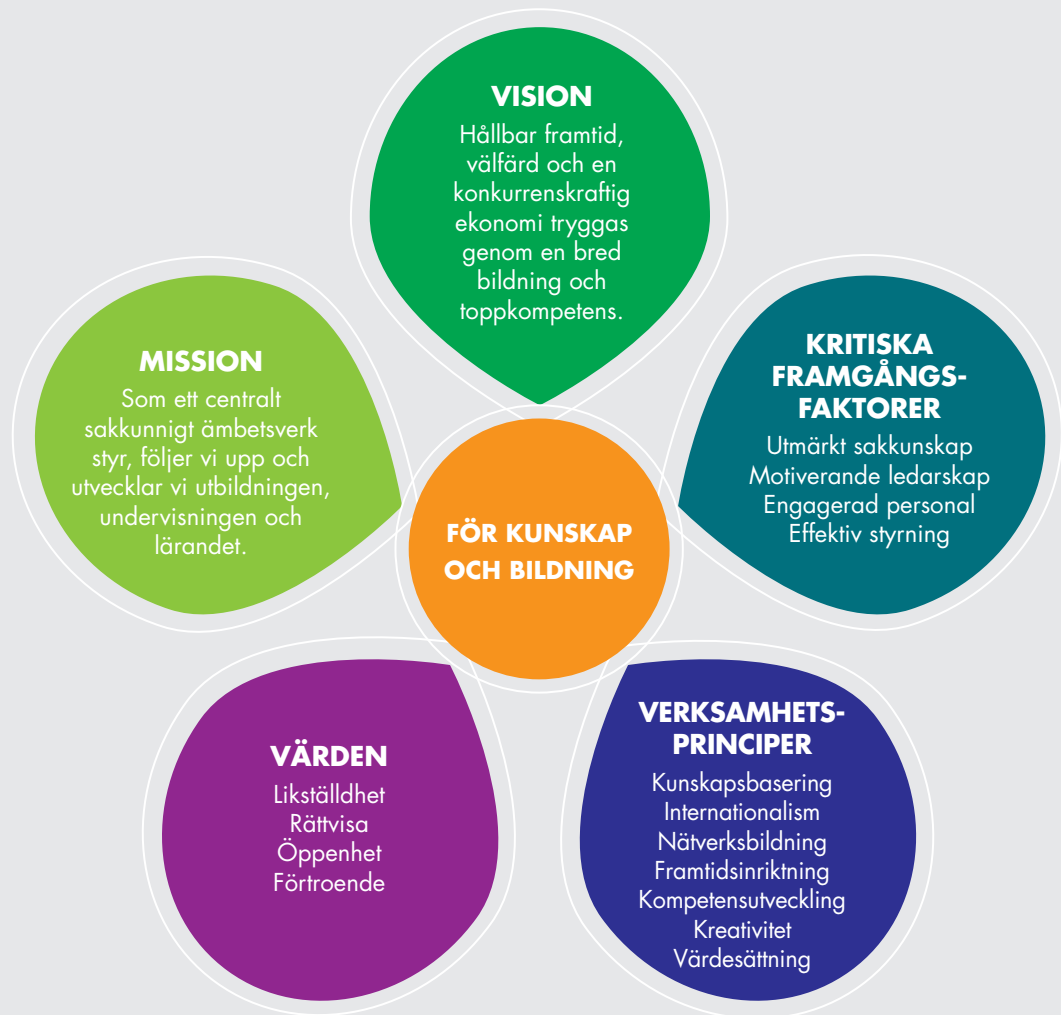 VISION
Hållbar framtid,
välfärd och en
konkurrenskraftig
ekonomi tryggas
genom en bred
bildning och
toppkompetens.
MISSION
Som ett centralt
sakkunnigt ämbetsverk
styr, följer vi upp och
utvecklar vi utbildningen,
undervisningen och
lärandet.
KRITISKA
FRAMGÅNGS-
FAKTORER
Utmärkt sakkunskap
Motiverande ledarskap
Engagerad personal
Effektiv styrning
FÖR KUNSKAP
OCH BILDNING
VÄRDEN
Likställdhet
Rättvisa
Öppenhet
Förtroende
VERKSAMHETS-
PRINCIPER
Kunskapsbasering
Internationalism
Nätverksbildning
Framtidsinriktning
Kompetensutveckling
Kreativitet
Värdesättning